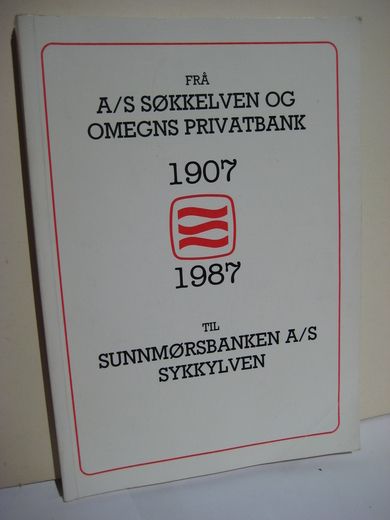 FRÅ
A/S SØKKELVEN OG
OMEGNS PRIVATBANK
1907
1987
TIL
SUNNMØRSBANKEN A/S
SYKKYLVEN